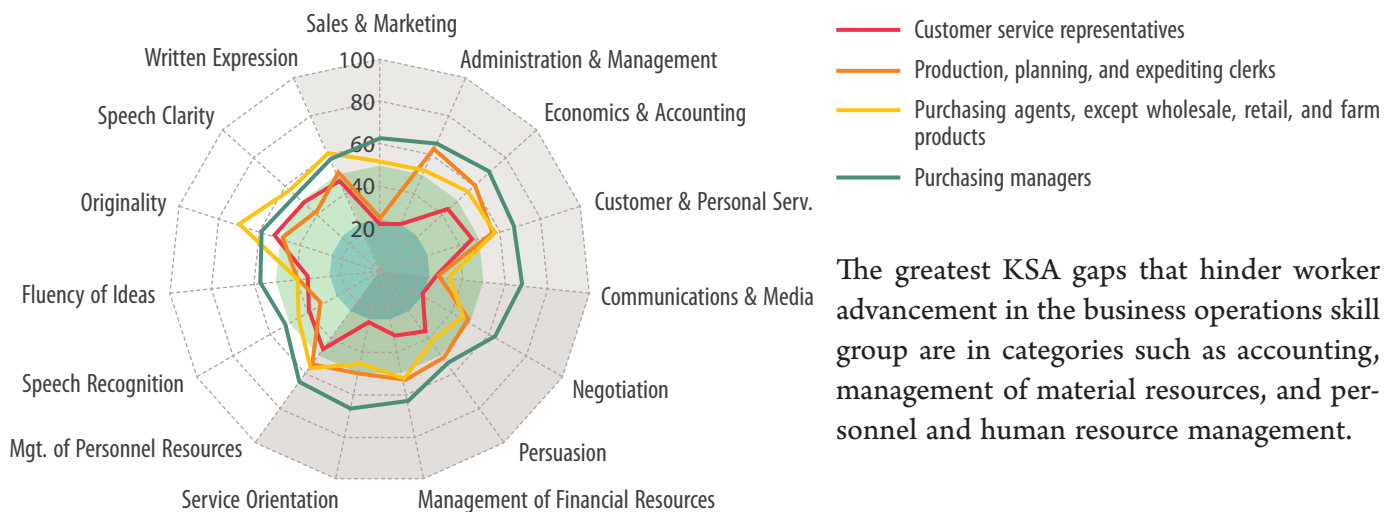 Sales & Marketing
Written Expression
100
Administration & Management
80
Speech Clarity
Economics & Accounting
60
40
Originality
Customer & Personal Serv.
20
Fluency of Ideas
Communications & Media
Speech Recognition
Negotiation
Mgt. of Personnel Resources
Persuasion
Service Orientation
Management of Financial Resources
Customer service representatives
Production, planning, and expediting clerks
Purchasing agents, except wholesale, retail, and farm
products
Purchasing managers
The greatest KSA gaps that hinder worker
advancement in the business operations skill
group are in categories such as accounting,
management of material resources, and per-
sonnel and human resource management.